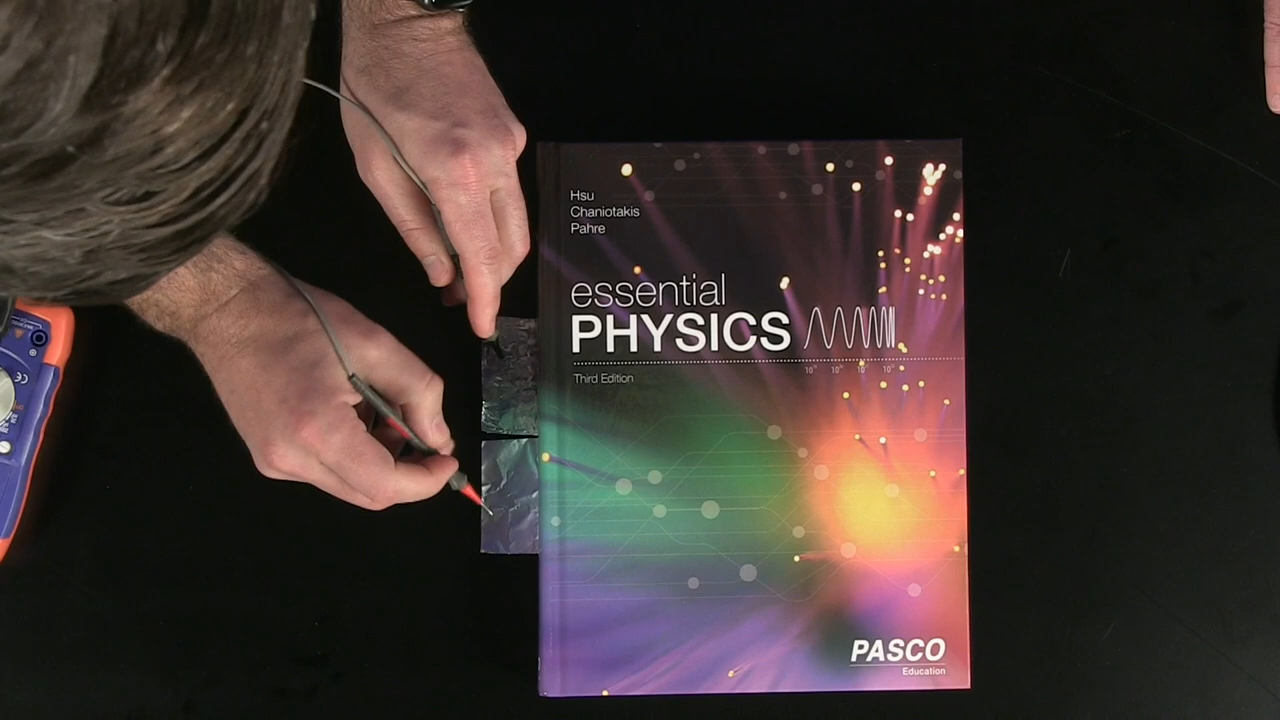 Hsu
Chaniotakis
Pahre
essential
PHYSICS
Third Edition
PASCO
Education